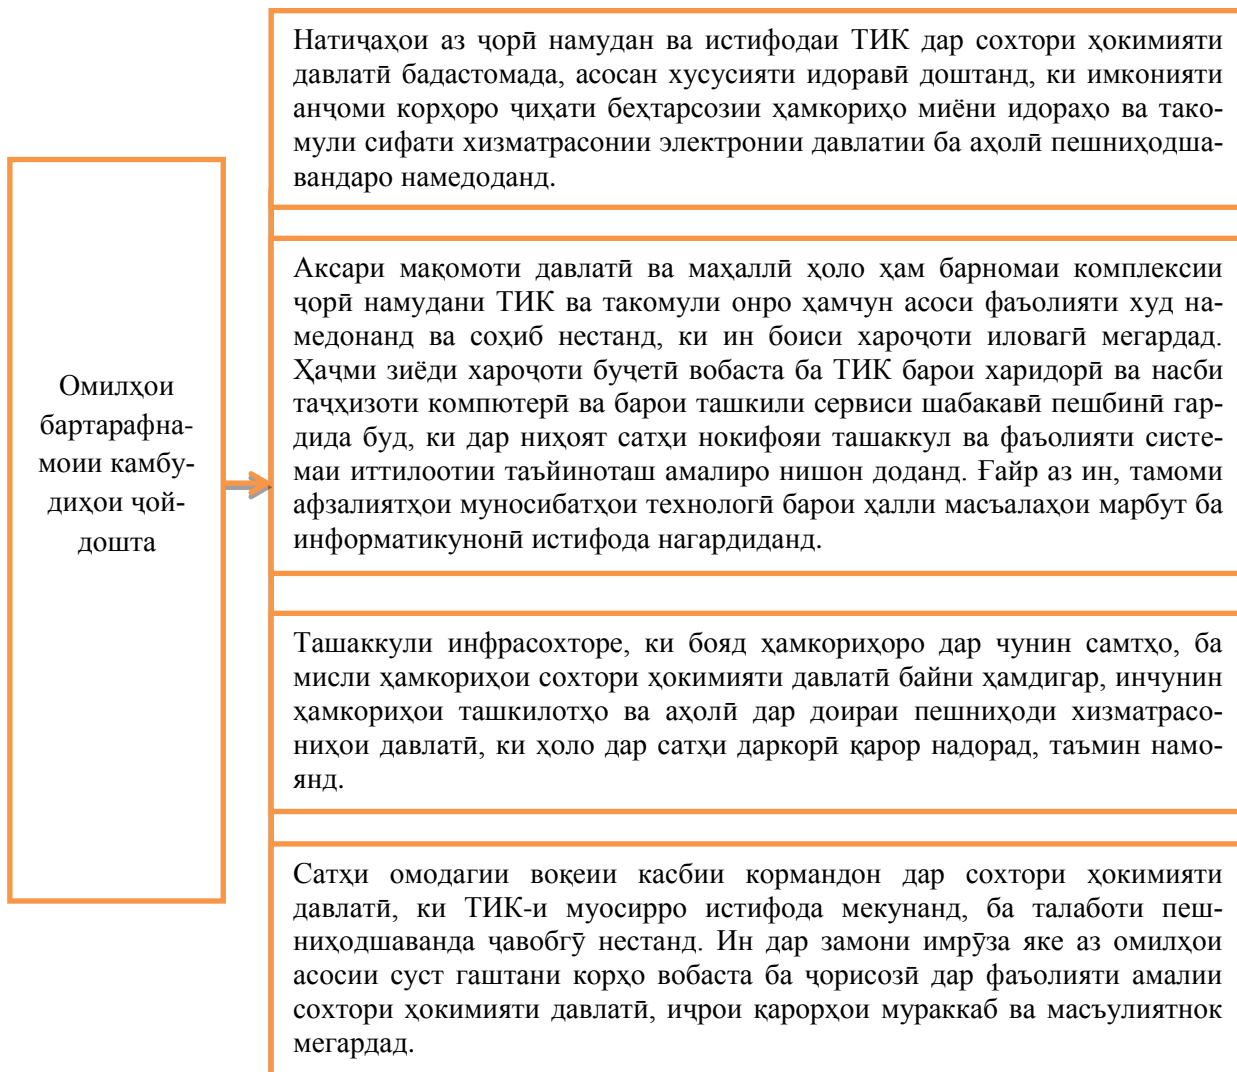 Омилҳои
бартарафна-
моии камбу-
диҳои ҷой-
дошта
Натиҷаҳои аз ҷорӣ намудан ва истифодаи ТИК дар сохтори ҳокимияти
давлатӣ бадастомада, асосан хусусияти идоравӣ доштанд, ки имконияти
анҷоми корҳоро ҷиҳати беҳтарсозии ҳамкориҳо миёни идораҳо ва тако-
мули сифати хизматрасонии электронии давлатии ба аҳолӣ пешниҳодша-
вандаро намедоданд.
Аксари мақомоти давлатӣ ва маҳаллӣ ҳоло ҳам барномаи комплексии
ҷорӣ намудани ТИК ва такомули онро ҳамчун асоси фаъолияти худ на-
медонанд ва соҳиб нестанд, ки ин боиси хароҷоти иловагӣ мегардад.
Ҳаҷми зиёди хароҷоти буҷетӣ вобаста ба ТИК барои харидорӣ ва насби
таҷҳизоти компютерӣ ва барои ташкили сервиси шабакавӣ пешбинӣ гар-
дида буд, ки дар ниҳоят сатҳи нокифояи ташаккул ва фаъолияти систе-
маи иттилоотии таъйиноташ амалиро нишон доданд. Ғайр аз ин, тамоми
афзалиятҳои муносибатҳои технологӣ барои ҳалли масъалаҳои марбут ба
информатикунонӣ истифода нагардиданд.
Ташаккули инфрасохторе, ки бояд ҳамкориҳоро дар чунин самтҳо, ба
мисли ҳамкориҳои сохтори ҳокимияти давлатӣ байни ҳамдигар, инчунин
ҳамкориҳои ташкилотҳо ва аҳолӣ дар доираи пешниҳоди хизматрасо-
ниҳои давлатӣ, ки ҳоло дар сатҳи даркорӣ қарор надорад, таъмин намо-
янд.
Сатҳи омодагии воқеии касбии кормандон дар сохтори ҳокимияти
давлатӣ, ки ТИК-и муосирро истифода мекунанд, ба талаботи пеш-
ниҳодшаванда ҷавобгӯ нестанд. Ин дар замони имрӯза яке аз омилҳои
асосии суст гаштани корҳо вобаста ба ҷорисозӣ дар фаъолияти амалии
сохтори ҳокимияти давлатӣ, иҷрои қарорҳои мураккаб ва масъулиятнок
мегардад.